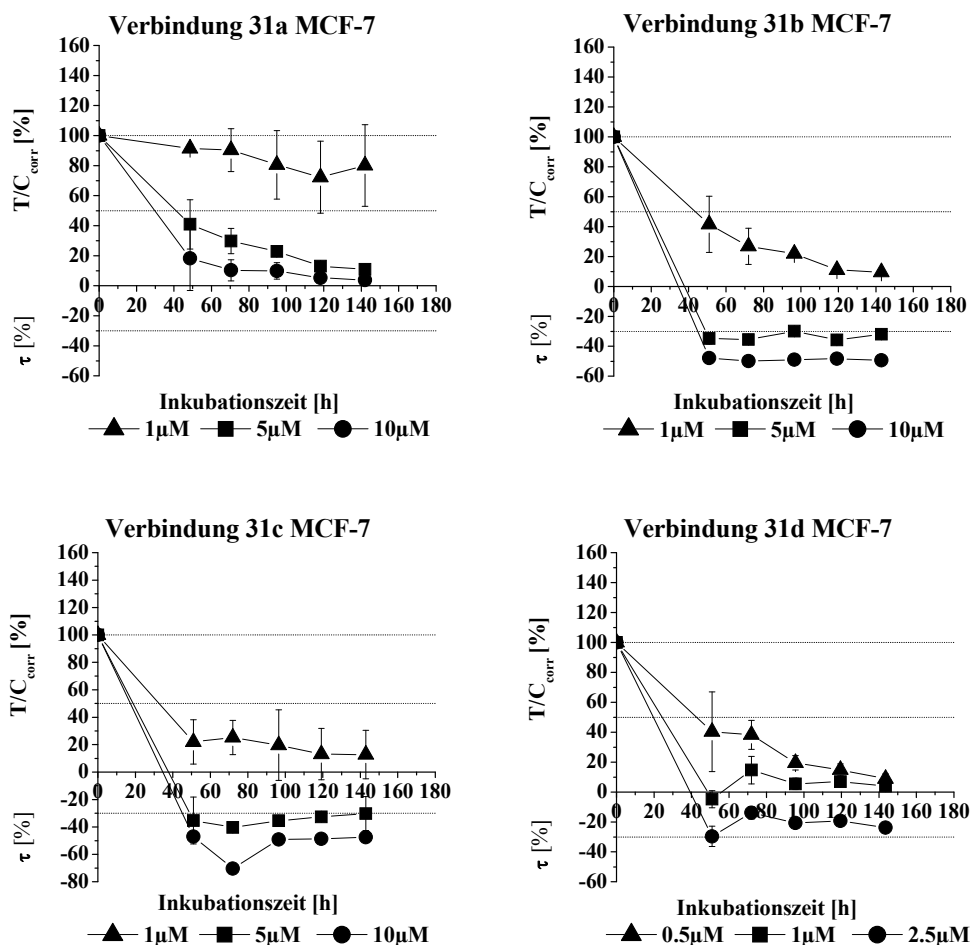 Verbindung 31a MCF-7
160
140
120
100
80
60
40
20
0
-20
-40
-60
T/Ccorr [%]
τ [%]
0 20 40 60 80 100 120 140 160 180
Inkubationszeit [h]
1µM 5µM 10µM
Verbindung 31b MCF-7
160
140
120
100
80
60
40
20
0
-20
-40
-60
T/Ccorr [%]
τ [%]
0 20 40 60 80 100 120 140 160 180
Inkubationszeit [h]
1µM 5µM 10µM
Verbindung 31c MCF-7
160
140
120
100
80
60
40
20
0
-20
-40
-60
-80
T/Ccorr [%]
τ [%]
0 20 40 60 80 100 120 140 160 180
Inkubationszeit [h]
1µM 5µM 10µM
Verbindung 31d MCF-7
160
140
120
100
80
60
40
20
0
-20
-40
-60
T/Ccorr [%]
τ [%]
0 20 40 60 80 100 120 140 160 180
Inkubationszeit [h]
0.5µM 1µM 2.5µM